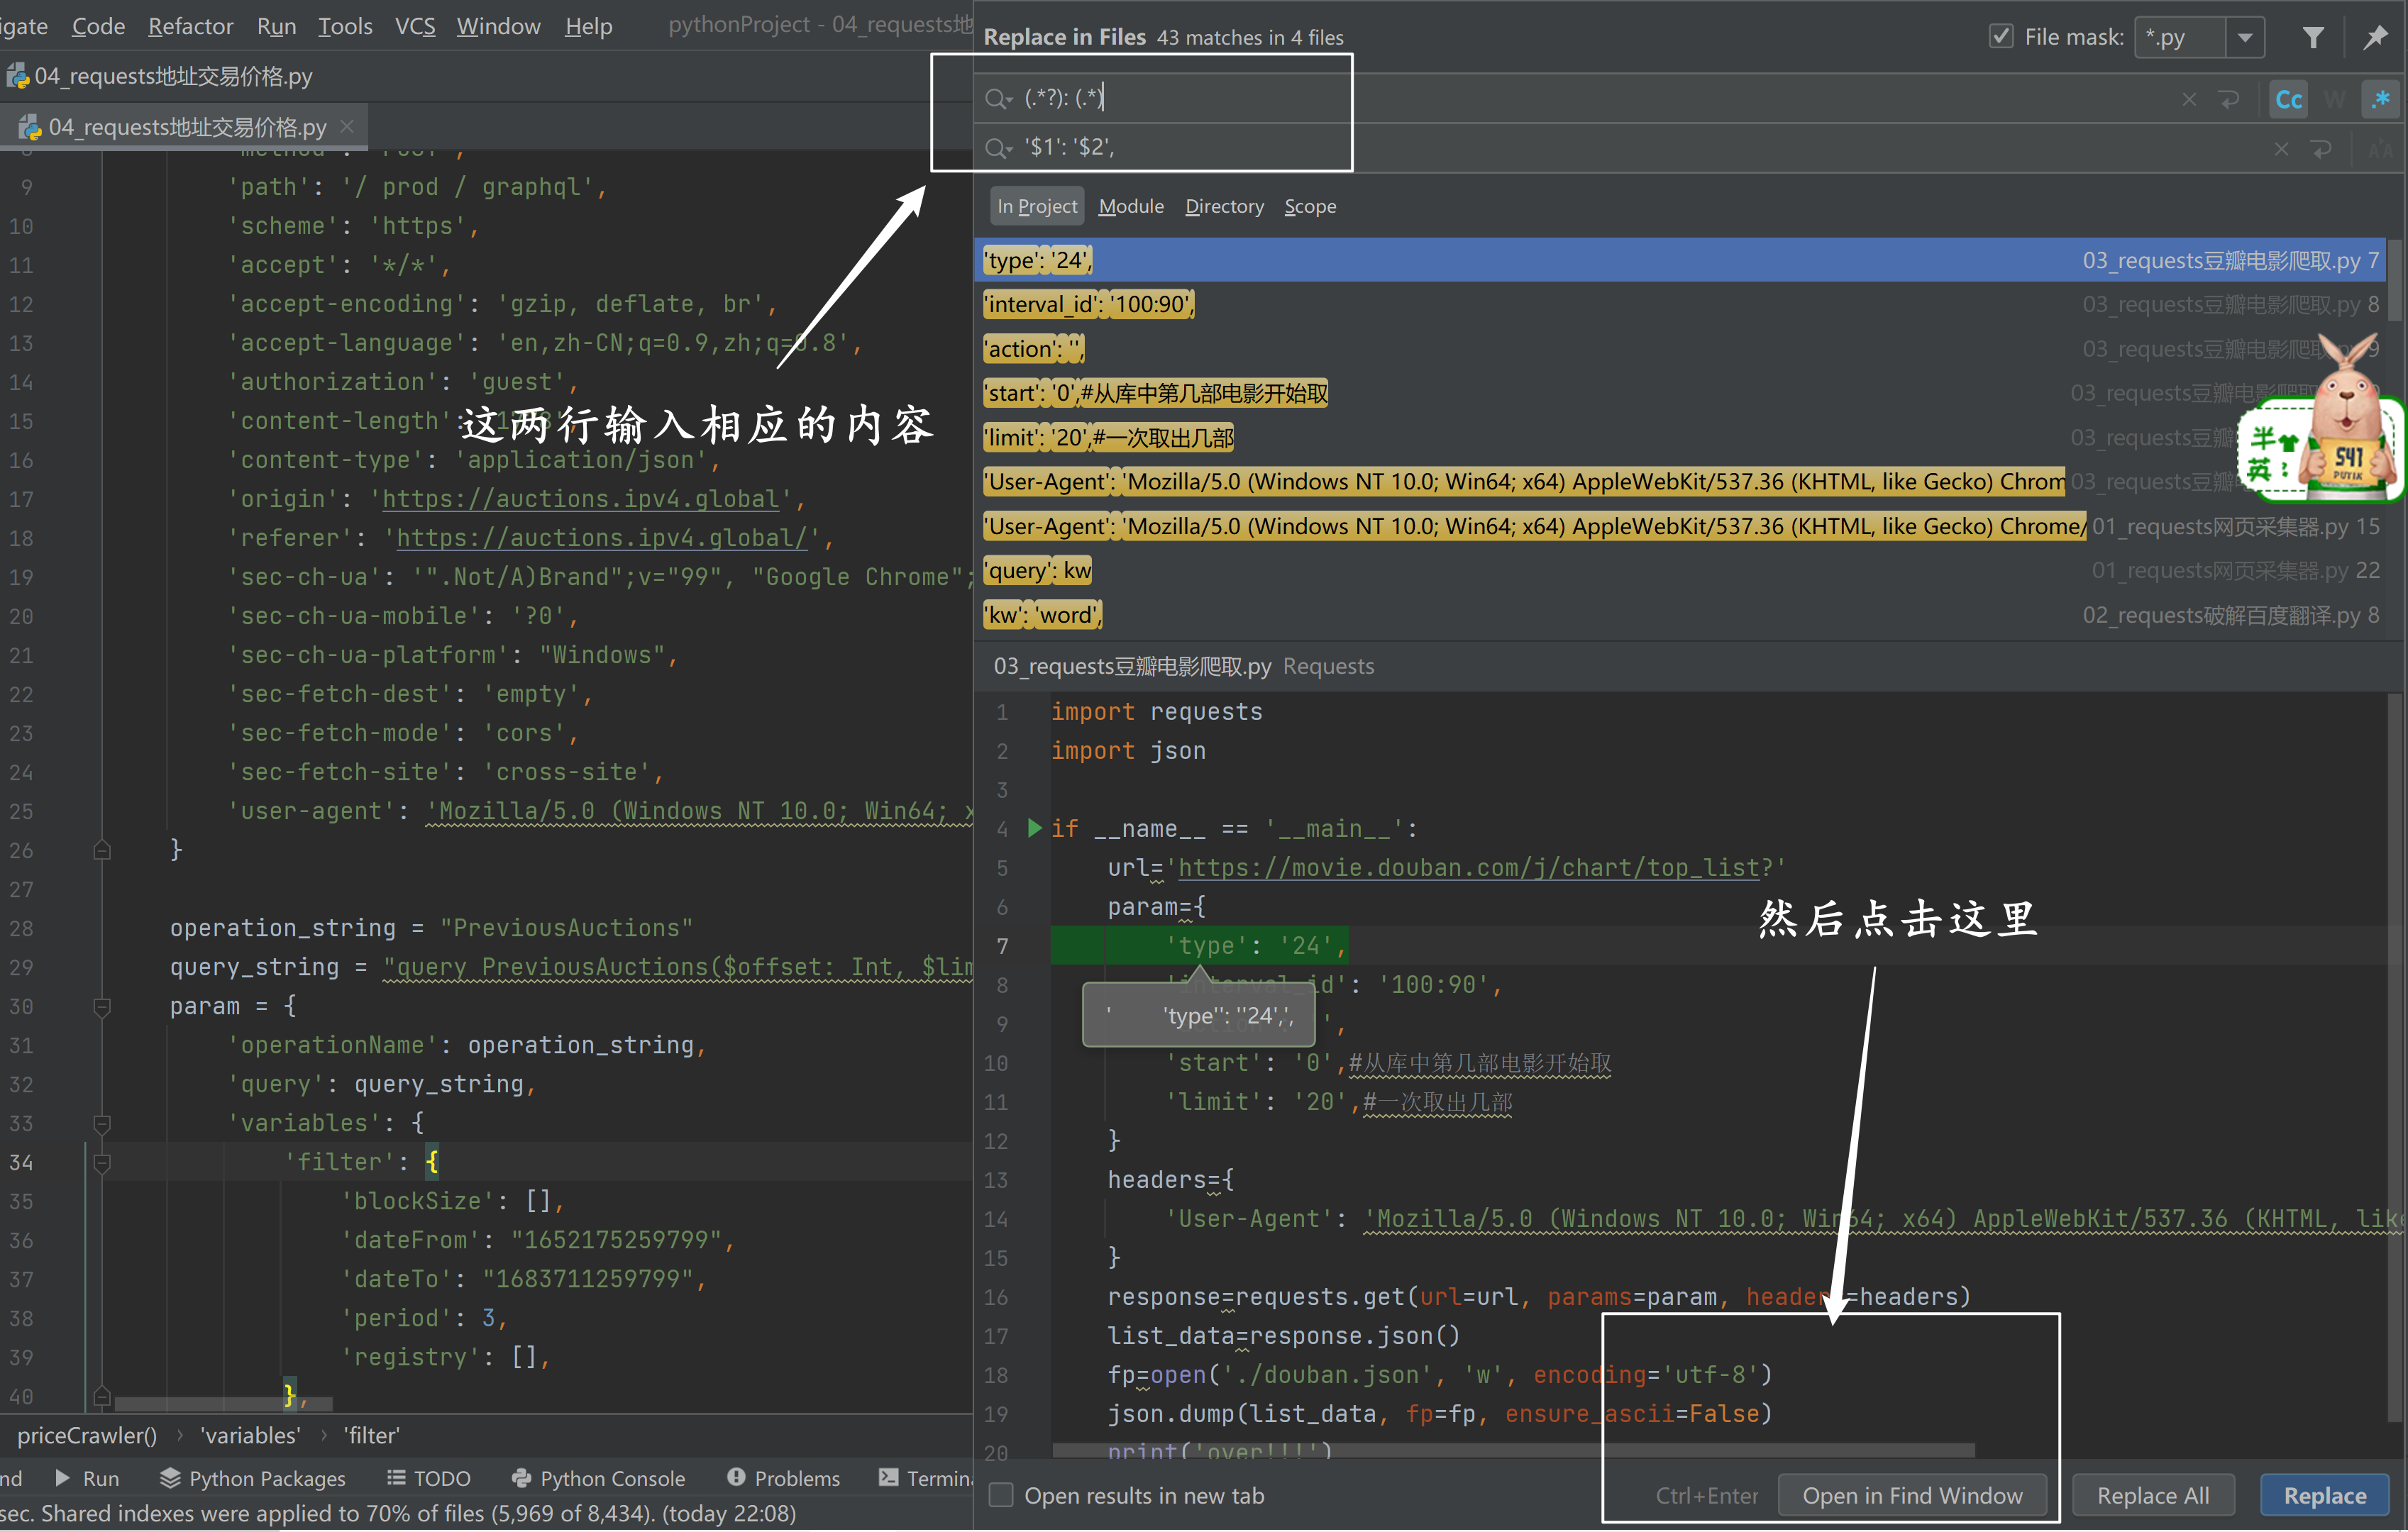 igate Code Refactor Run Tools VCS Window Help pythonProject - 04_requests地
04_requests地址交易价格.py
04_requests地址交易价格.py
9 'path': '/ prod / graphql',
10 'scheme': 'https',
11 'accept': '*/*',
12 'accept-encoding': 'gzip, deflate, br',
13 'accept-language': 'en,zh-CN;q=0.9,zh;q=0.8',
14 'authorization': 'guest',
15 'content-length':
这两行输入相应的内容
16 'content-type': 'application/json',
17 'origin': 'https://auctions.ipv4.global',
18 'referer': 'https://auctions.ipv4.global/',
19 'sec-ch-ua': '".Not/A)Brand";v="99", "Google Chrome";
20 'sec-ch-ua-mobile': '?0',
21 'sec-ch-ua-platform': "Windows",
22 'sec-fetch-dest': 'empty',
23 'sec-fetch-mode': 'cors',
24 'sec-fetch-site': 'cross-site',
25 'user-agent': 'Mozilla/5.0 (Windows NT 10.0; Win64; x
26 }
27
28 operation_string = "PreviousAuctions"
29 query_string = "query PreviousAuctions($offset: Int, $lim
30 param = {
31 'operationName': operation_string,
32 'query': query_string,
33 'variables': {
34 'filter': {
35 'blockSize': [],
36 'dateFrom': "1652175259799",
37 'dateTo': "1683711259799",
38 'period': 3,
39 'registry': [],
40 },
priceCrawler() › 'variables' › 'filter'
nd Run Python Packages TODO Python Console Problems Termina
sec. Shared indexes were applied to 70% of files (5,969 of 8,434). (today 22:08)
Replace in Files 43 matches in 4 files File mask: *.py
(.*?): (.*) Cc W .*
'$1': '$2',
In Project Module Directory Scope
'type': '24', 03_requests豆瓣电影爬取.py 7
'interval_id': '100:90', 03_requests豆瓣电影爬取.py 8
'action': '', 03_requests豆瓣电影爬取 9
'start': '0',#从库中第几部电影开始取 03_requests豆瓣电影爬
'limit': '20',#一次取出几部 03_requests豆瓣
'User-Agent': 'Mozilla/5.0 (Windows NT 10.0; Win64; x64) AppleWebKit/537.36 (KHTML, like Gecko) Chrom 03_requests豆瓣
'User-Agent': 'Mozilla/5.0 (Windows NT 10.0; Win64; x64) AppleWebKit/537.36 (KHTML, like Gecko) Chrome/ 01_requests网页采集器.py 15
'query': kw 01_requests网页采集器.py 22
'kw': 'word', 02_requests破解百度翻译.py 8
半
英
541
PUTIK
03_requests豆瓣电影爬取.py Requests
1 import requests
2 import json
3
4 if __name__ == '__main__':
5 url='https://movie.douban.com/j/chart/top_list?'
6 param={
然后点击这里
7 'type': '24',
8 'interval_id': '100:90',
' 'type'': ''24',',
9 ',
10 'start': '0',#从库中第几部电影开始取
11 'limit': '20',#一次取出几部
12 }
13 headers={
14 'User-Agent': 'Mozilla/5.0 (Windows NT 10.0; Win64; x64) AppleWebKit/537.36 (KHTML, lik
15 }
16 response=requests.get(url=url, params=param, header =headers)
17 list_data=response.json()
18 fp=open('./douban.json', 'w', encoding='utf-8')
19 json.dump(list_data, fp=fp, ensure_ascii=False)
20 print('over!!!')
Open results in new tab Ctrl+Enter Open in Find Window Replace All Replace